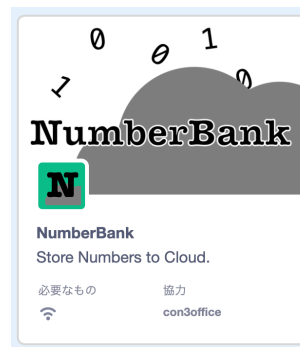 0 0 1
1 0
NumberBank
N
NumberBank
Store Numbers to Cloud.
必要なもの 協力
con3office